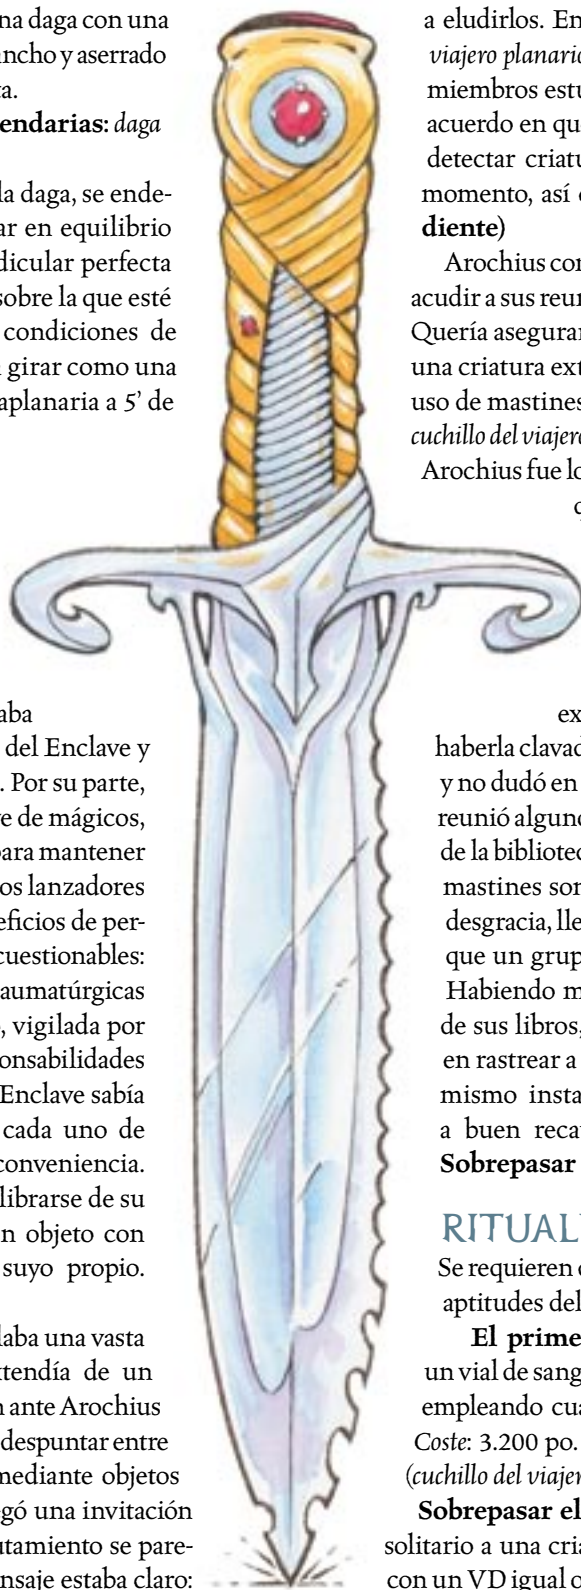 na daga con una
ncho y aserrado
ta.
endarias: daga
la daga, se ende-
ar en equilibrio
dicular perfecta
sobre la que esté
condiciones de
girar como una
aplanaria a 5’ de
aba
del Enclave y
. Por su parte,
e de mágicos,
para mantener
os lanzadores
eficios de per-
cuestionables:
aumatúrgicas
, vigilada por
onsabilidades
Enclave sabía
cada uno de
conveniencia.
librarse de su
n objeto con
suyo propio.
laba una vasta
tendía de un
n ante Arochius
despuntar entre
mediante objetos
egó una invitación
utamiento se pare-
nsaje estaba claro:
a eludirlos. En
viajero planario
miembros estu
acuerdo en qu
detectar criatu
momento, así
diente)
Arochius con
acudir a sus reun
Quería asegurar
una criatura ext
uso de mastines
cuchillo del viajero
Arochius fue lo
q
ex
haberla clavad
y no dudó en
reunió alguno
de la bibliotec
mastines som
desgracia, lle
que un grup
Habiendo m
de sus libros,
en rastrear a
mismo insta
a buen reca
Sobrepasar
RITUAL
Se requieren
aptitudes del
El prime
un vial de sang
empleando cua
Coste: 3.200 po.
(cuchillo del viajer
Sobrepasar el
solitario a una cria
con un VD igual o